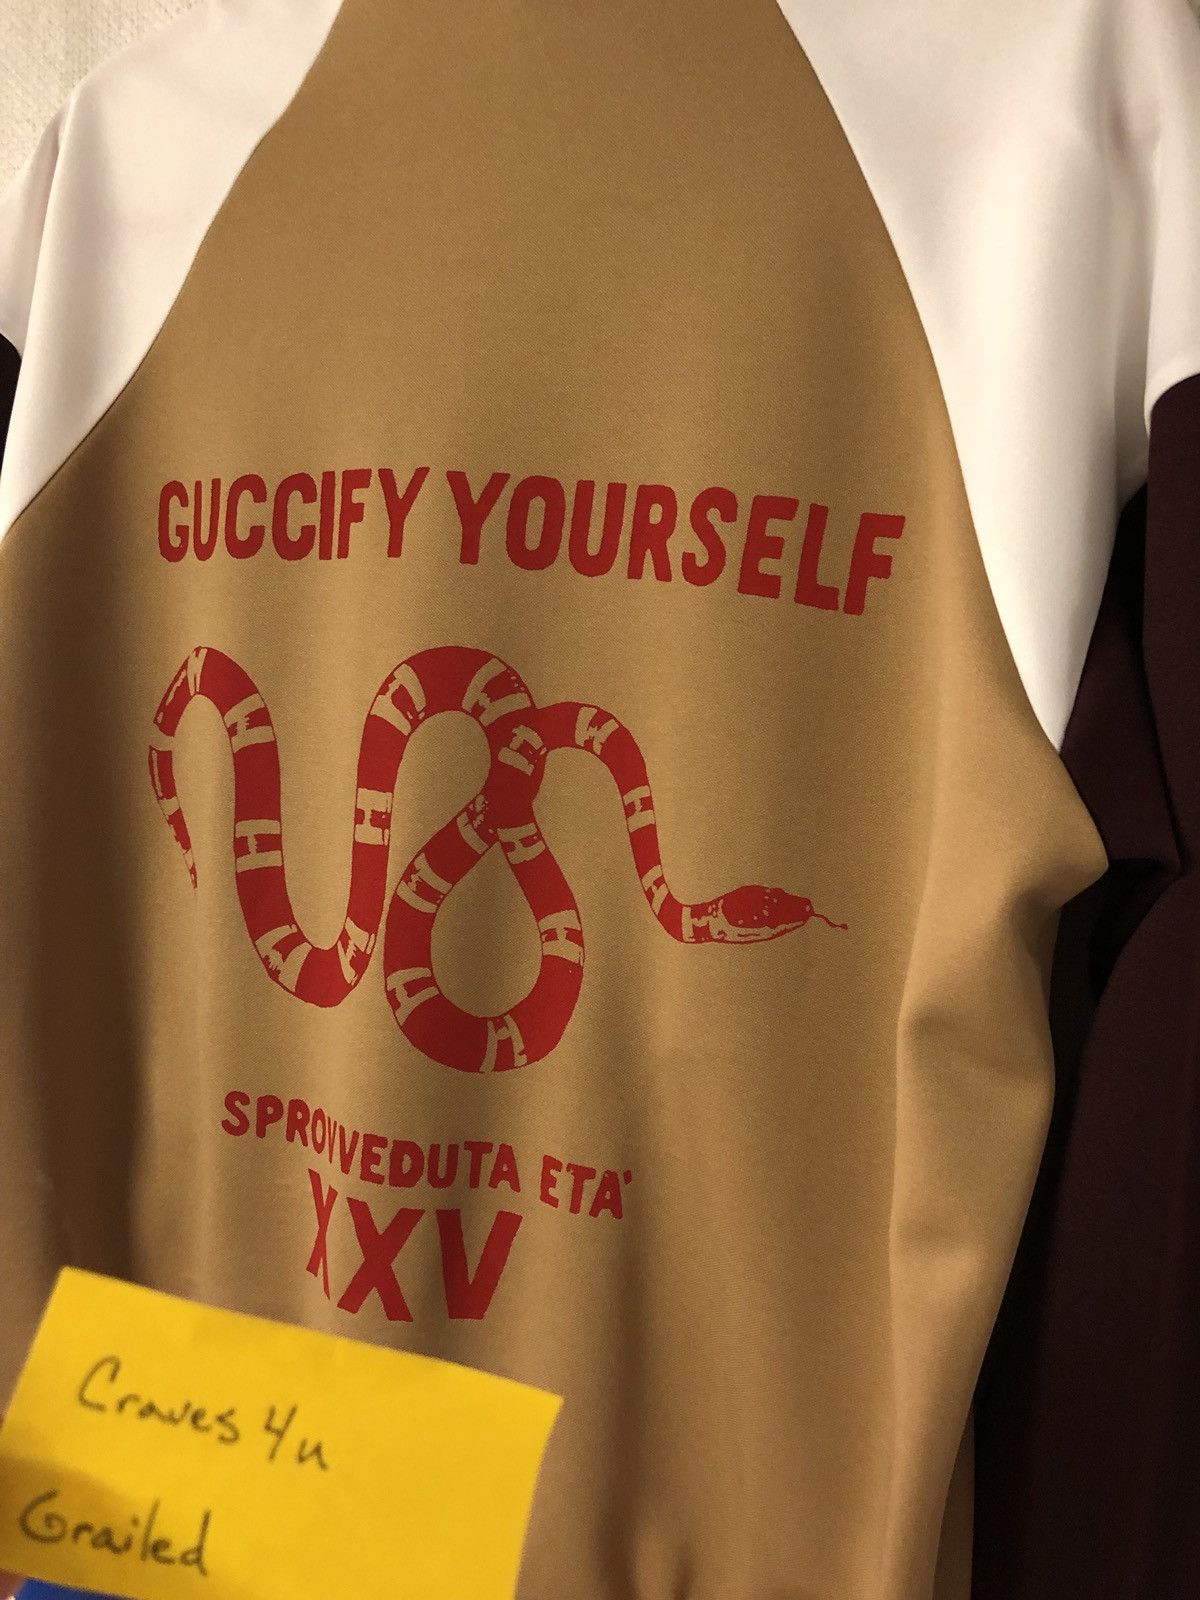 GUCCIFY YOURSELF
SPROVVEDUTA ETA'
XXV
Craves 4u
Grailed